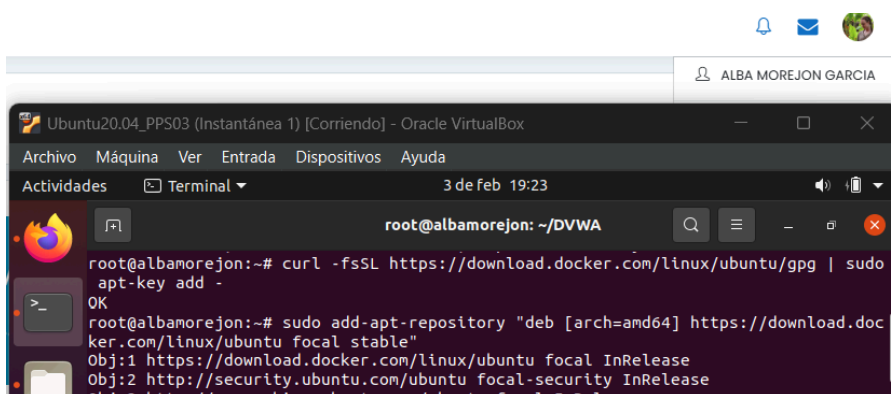 ALBA MOREJON GARCIA
Ubuntu20.04_PPS03 (Instantánea 1) [Corriendo] - Oracle VirtualBox
Archivo Máquina Ver Entrada Dispositivos Ayuda
Actividades Terminal 3 de feb 19:23
root@albamorejon: ~/DVWA
root@albamorejon:~# curl -fsSL https://download.docker.com/linux/ubuntu/gpg | sudo
apt-key add -
OK
root@albamorejon:~# sudo add-apt-repository "deb [arch=amd64] https://download.doc
ker.com/linux/ubuntu focal stable"
Obj:1 https://download.docker.com/linux/ubuntu focal InRelease
Obj:2 http://security.ubuntu.com/ubuntu focal-security InRelease